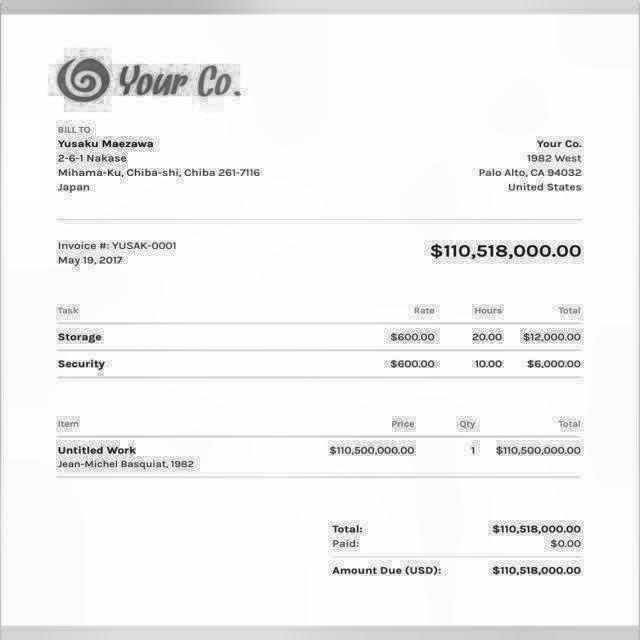 Your Co.
BILL TO
Yusaku Maezawa
2-6-1 Nakase
Mihama-Ku, Chiba-shi, Chiba 261-7116
Japan
Your Co.
1982 West
Palo Alto, CA 94032
United States
Invoice #: YUSAK-0001
May 19, 2017
$110,518,000.00
Task Rate Hours Total
Storage $600.00 20.00 $12,000.00
Security $600.00 10.00 $6,000.00
Item Price Qty Total
Untitled Work $110,500,000.00 1 $110,500,000.00
Jean-Michel Basquiat, 1982
Total: $110,518,000.00
Paid: $0.00
Amount Due (USD): $110,518,000.00